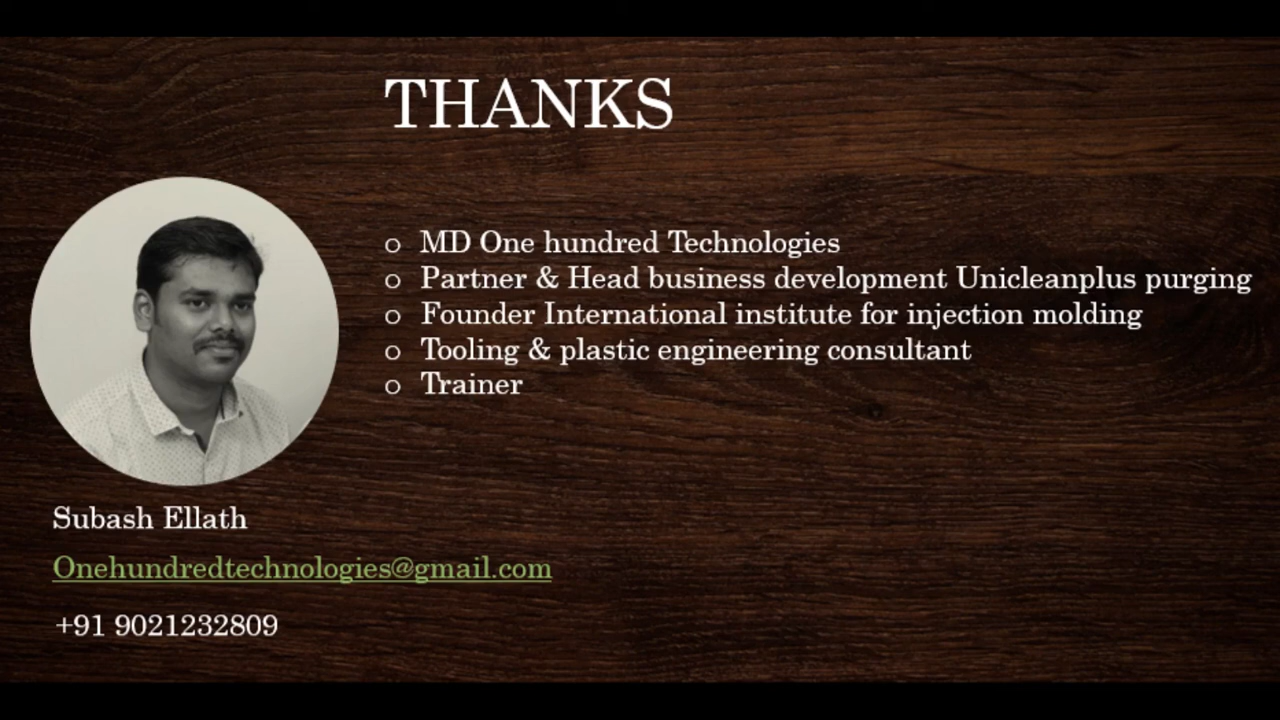 THANKS
MD One hundred Technologies
Partner & Head business development Unicleanplus purging
Founder International institute for injection molding
Tooling & plastic engineering consultant
Trainer
Subash Ellath
Onehundredtechnologies@gmail.com
+91 9021232809